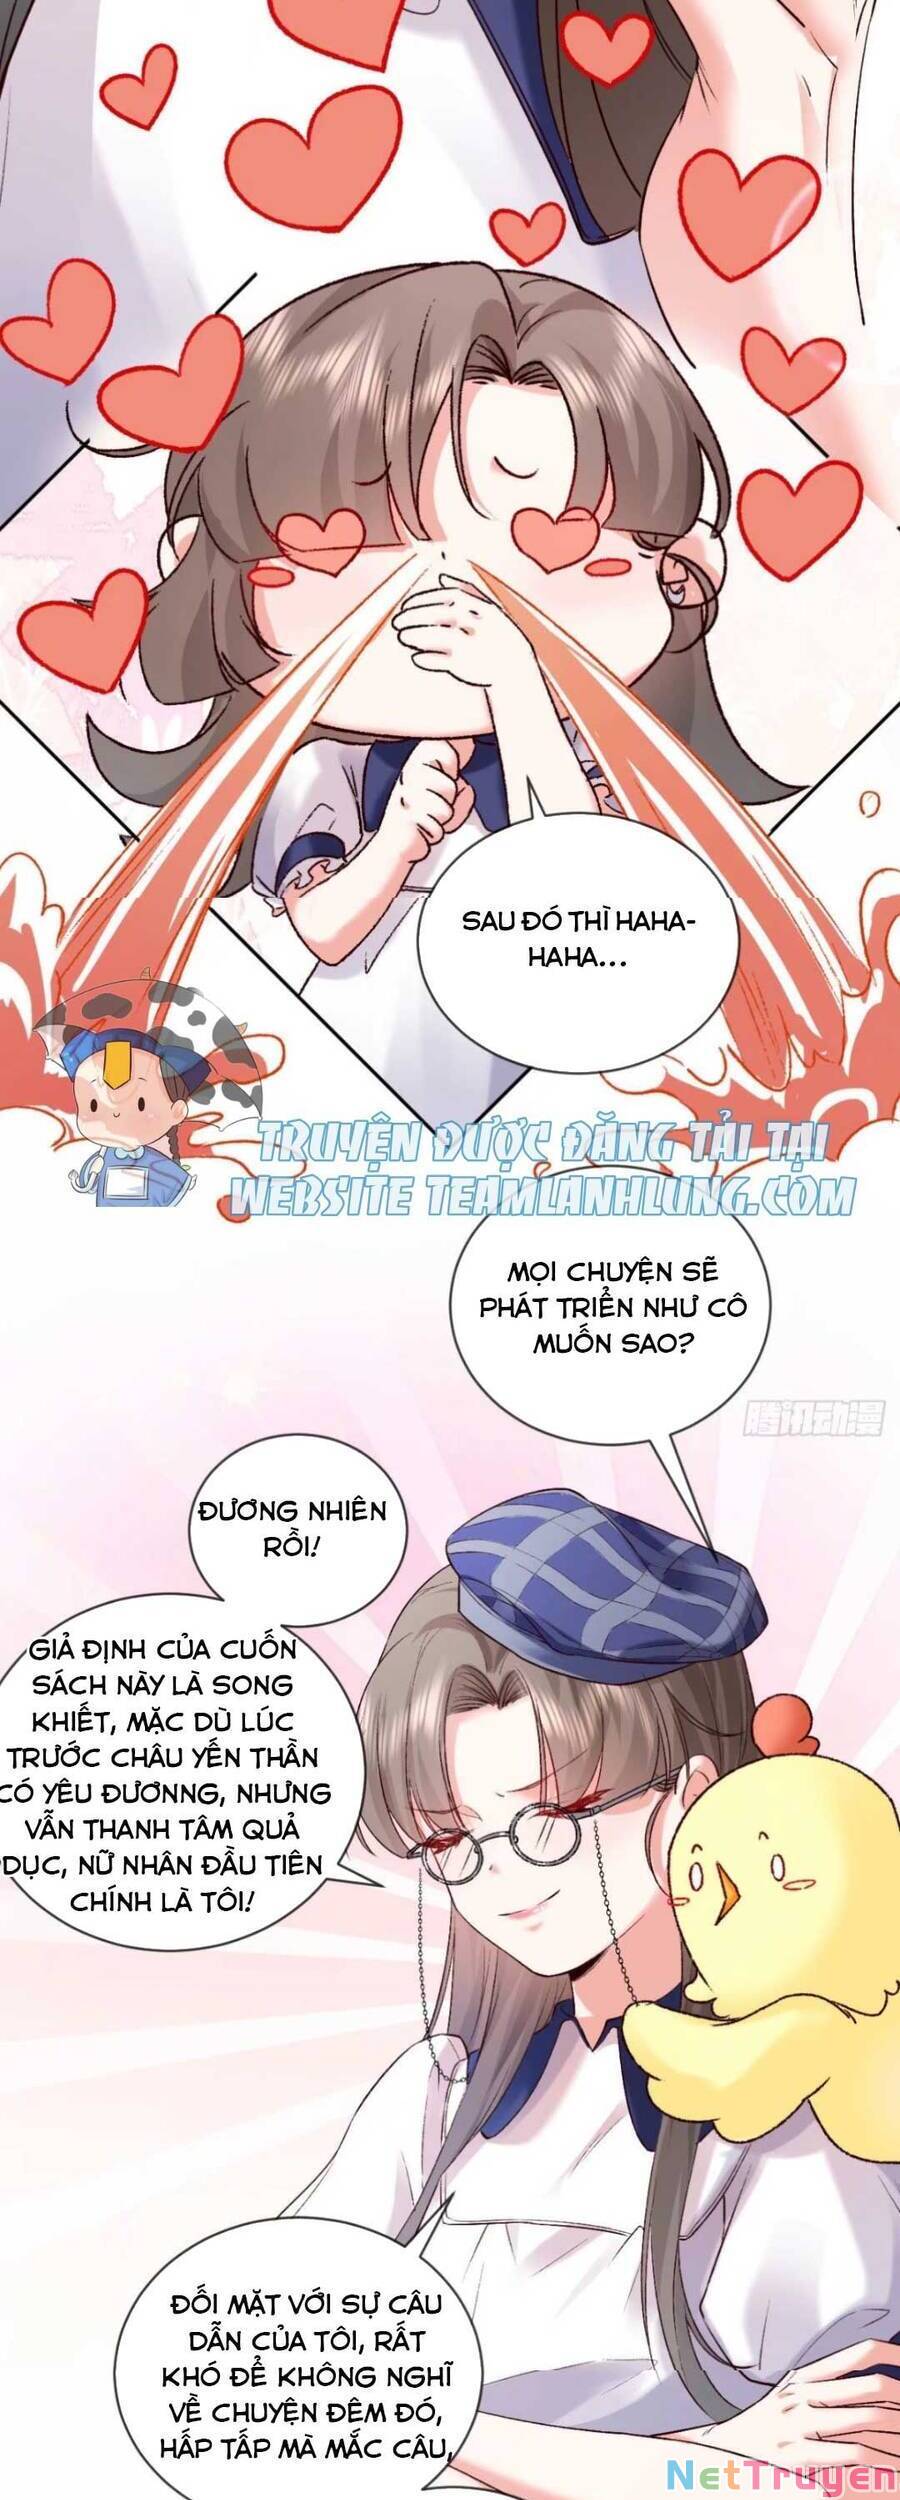 SAU ĐÓ THÌ HAHA-
HAHA...
TRUYỆN ĐƯỢC ĐĂNG TẢI TẠI
WEBSITE TEAMLANHLUNG.COM
MỌI CHUYỆN SẼ
PHÁT TRIỂN NHƯ CÔ
MUỐN SAO?
腾讯动漫
ĐƯƠNG NHIÊN
RỒI!
GIẢ ĐỊNH CỦA CUỐN
SÁCH NÀY LÀ SONG
KHIẾT, MẶC DÙ LÚC
TRƯỚC CHÂU YẾN THẦN
CÓ YÊU ĐƯƠNNG, NHƯNG
VẪN THANH TÂM QUẢ
DỤC, NỮ NHÂN ĐẦU TIÊN
CHÍNH LÀ TÔI!
ĐỐI MẶT VỚI SỰ CÂU
DẪN CỦA TÔI, RẤT
KHÓ ĐỂ KHÔNG NGHĨ
VỀ CHUYỆN ĐÊM ĐÓ,
HẤP TẤP MÀ MẮC CÂU,
NetTruyen